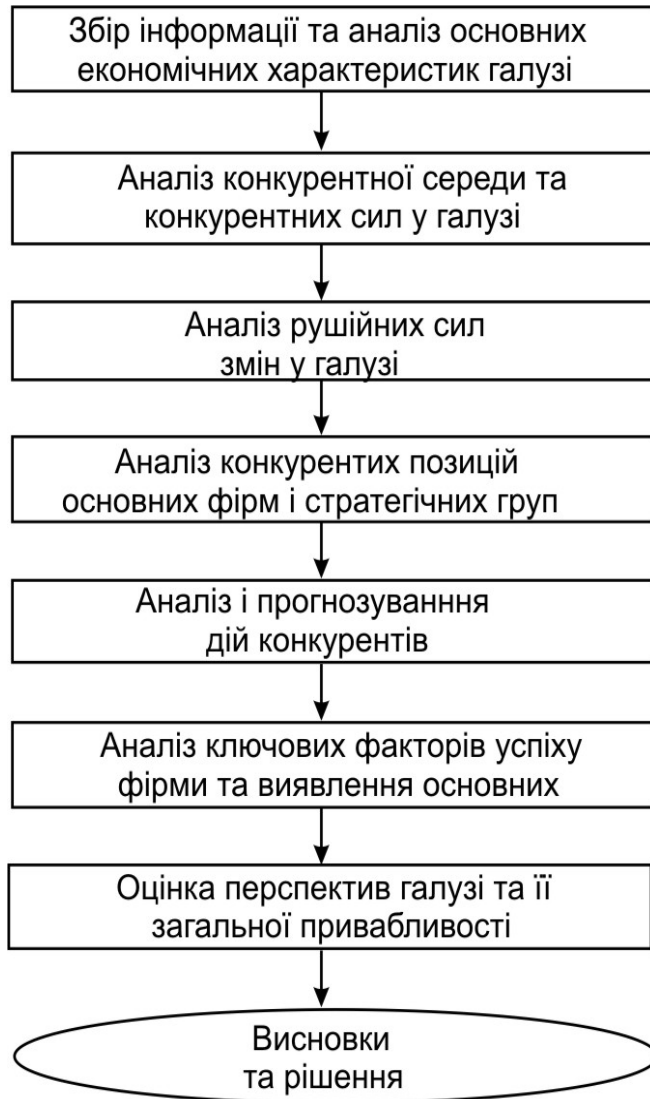 Збір інформації та аналіз основних
економічних характеристик галузі
Аналіз конкурентної середи та
конкурентних сил у галузі
Аналіз рушійних сил
змін у галузі
Аналіз конкурентих позицій
основних фірм і стратегічних груп
Аналіз і прогнозуванння
дій конкурентів
Аналіз ключових факторів успіху
фірми та виявлення основних
Оцінка перспектив галузі та її
загальної привабливості
Висновки
та рішення